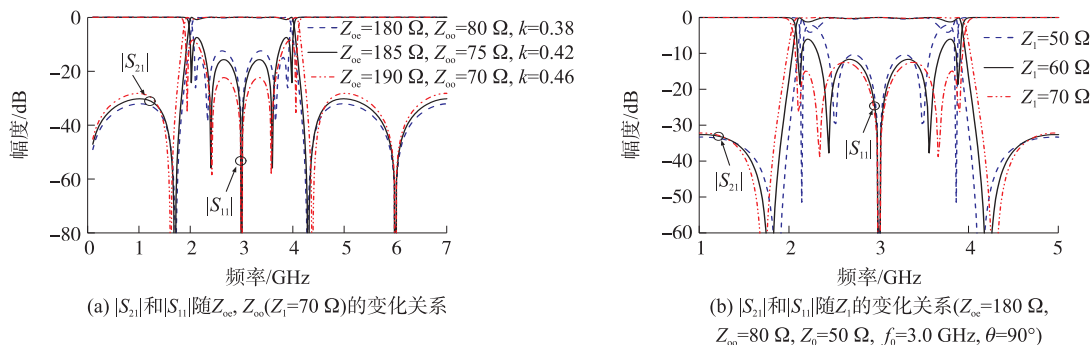 0
−20
−40
−60
−80
幅度/dB
0 1 2 3 4 5 6 7
频率/GHz
|S₂₁|
|S₁₁|
Zₒₑ=180 Ω, Zₒₒ=80 Ω, k=0.38
Zₒₑ=185 Ω, Zₒₒ=75 Ω, k=0.42
Zₒₑ=190 Ω, Zₒₒ=70 Ω, k=0.46
(a) |S₂₁|和|S₁₁|随Zₒₑ, Zₒₒ(Z₁=70 Ω)的变化关系
0
−10
−20
−30
−40
−50
−60
幅度/dB
1 2 3 4 5
频率/GHz
|S₂₁|
|S₁₁|
Z₁=50 Ω
Z₁=60 Ω
Z₁=70 Ω
(b) |S₂₁|和|S₁₁|随Z₁的变化关系(Zₒₑ=180 Ω,
Zₒₒ=80 Ω, Z₀=50 Ω, f₀=3.0 GHz, θ=90°)